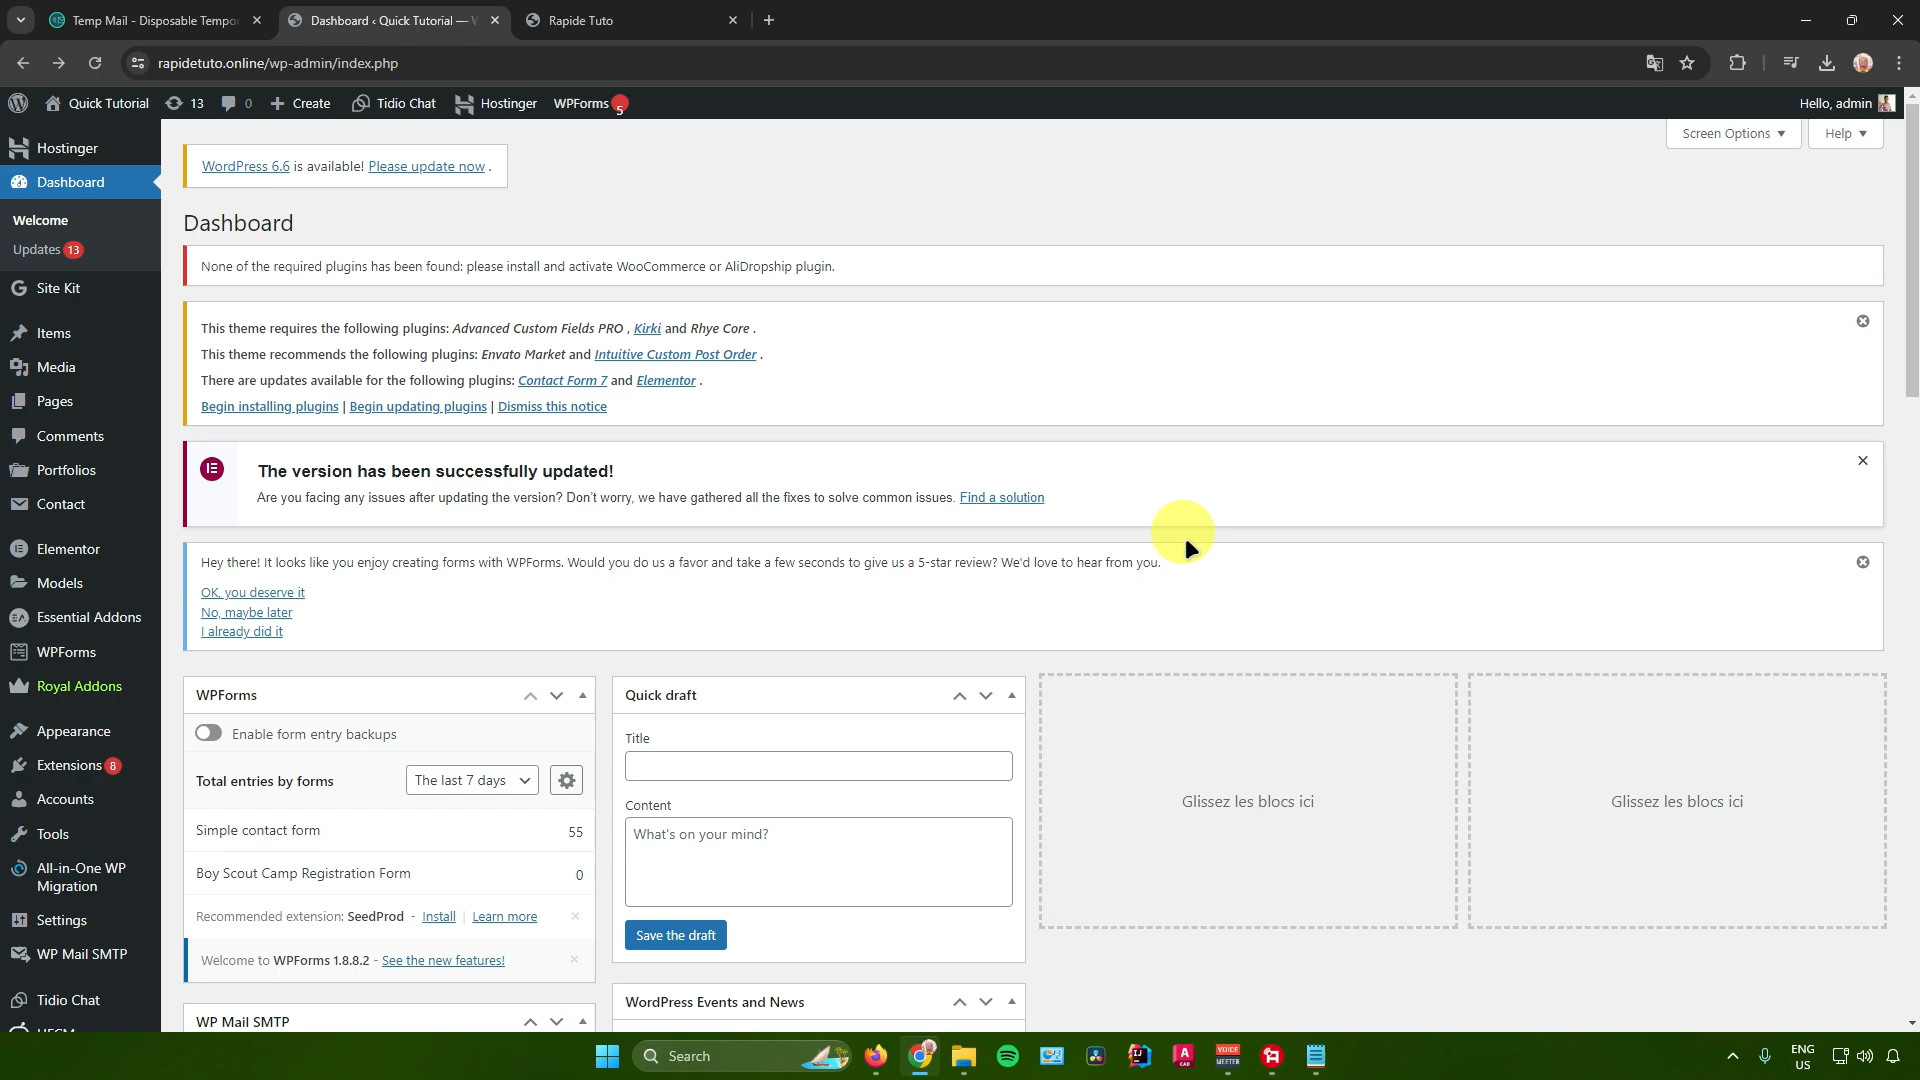 Temp Mail - Disposable Tempor
Dashboard ‹ Quick Tutorial — W
Rapide Tuto
rapidetuto.online/wp-admin/index.php
Quick Tutorial
13
0
Create
Tidio Chat
Hostinger
WPForms 5
Hello, admin
Hostinger
Dashboard
Welcome
Updates 13
Site Kit
Items
Media
Pages
Comments
Portfolios
Contact
Elementor
Models
Essential Addons
WPForms
Royal Addons
Appearance
Extensions 8
Accounts
Tools
All-in-One WP
Migration
Settings
WP Mail SMTP
Tidio Chat
Screen Options
Help
WordPress 6.6 is available! Please update now .
Dashboard
None of the required plugins has been found: please install and activate WooCommerce or AliDropship plugin.
This theme requires the following plugins: Advanced Custom Fields PRO , Kirki and Rhye Core .
This theme recommends the following plugins: Envato Market and Intuitive Custom Post Order .
There are updates available for the following plugins: Contact Form 7 and Elementor .
Begin installing plugins | Begin updating plugins | Dismiss this notice
The version has been successfully updated!
Are you facing any issues after updating the version? Don't worry, we have gathered all the fixes to solve common issues. Find a solution
Hey there! It looks like you enjoy creating forms with WPForms. Would you do us a favor and take a few seconds to give us a 5-star review? We'd love to hear from you.
OK, you deserve it
No, maybe later
I already did it
WPForms
Enable form entry backups
Total entries by forms
The last 7 days
Simple contact form 55
Boy Scout Camp Registration Form 0
Recommended extension: SeedProd - Install | Learn more
Welcome to WPForms 1.8.8.2 - See the new features!
WP Mail SMTP
Quick draft
Title
Content
What's on your mind?
Save the draft
WordPress Events and News
Glissez les blocs ici
Glissez les blocs ici
Search
VOICE
MEETER
ENG
US